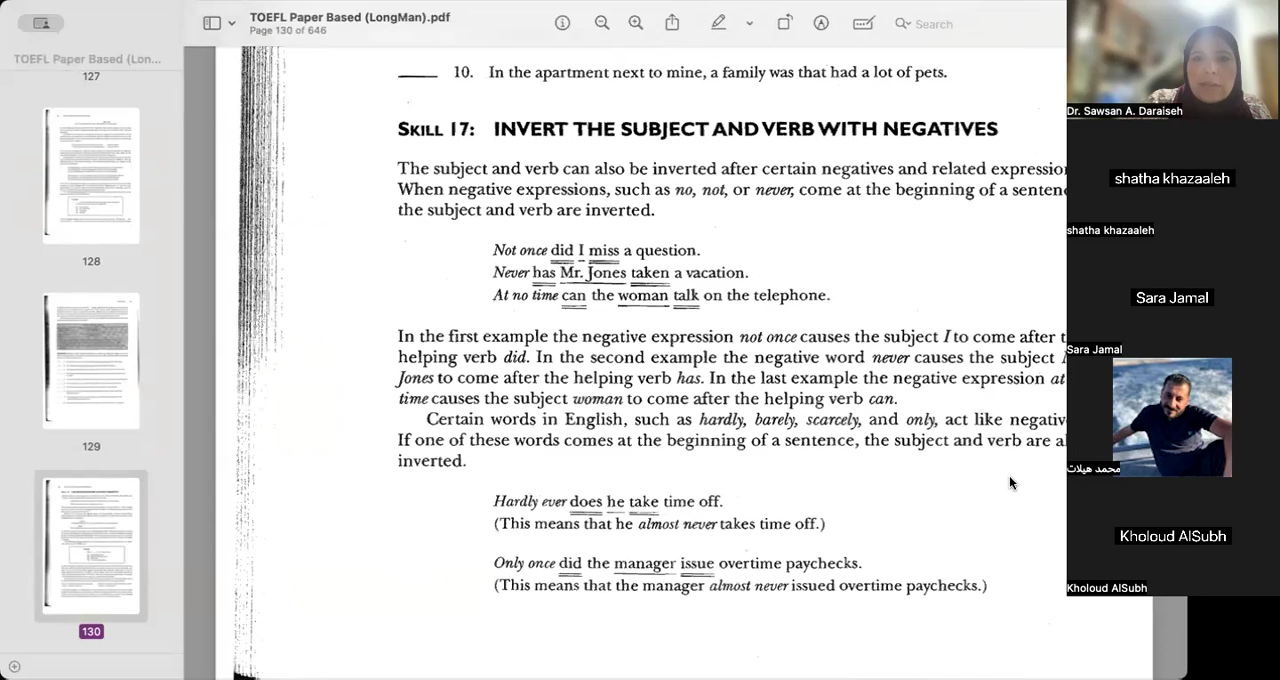 TOEFL Paper Based (LongMan).pdf
Page 130 of 646
Search
TOEFL Paper Based (Lon...
127
128
129
130
10. In the apartment next to mine, a family was that had a lot of pets.
SKILL 17: INVERT THE SUBJECT AND VERB WITH NEGATIVES
The subject and verb can also be inverted after certain negatives and related expressio
When negative expressions, such as no, not, or never, come at the beginning of a sentenc
the subject and verb are inverted.
Not once did I miss a question.
Never has Mr. Jones taken a vacation.
At no time can the woman talk on the telephone.
In the first example the negative expression not once causes the subject I to come after t
helping verb did. In the second example the negative word never causes the subject
Jones to come after the helping verb has. In the last example the negative expression at
time causes the subject woman to come after the helping verb can.
Certain words in English, such as hardly, barely, scarcely, and only, act like negativ
If one of these words comes at the beginning of a sentence, the subject and verb are al
inverted.
Hardly ever does he take time off.
(This means that he almost never takes time off.)
Only once did the manager issue overtime paychecks.
(This means that the manager almost never issued overtime paychecks.)
Dr. Sawsan A. Daraiseh
shatha khazaaleh
shatha khazaaleh
Sara Jamal
Sara Jamal
محمد هيلات
Kholoud AlSubh
Kholoud AlSubh